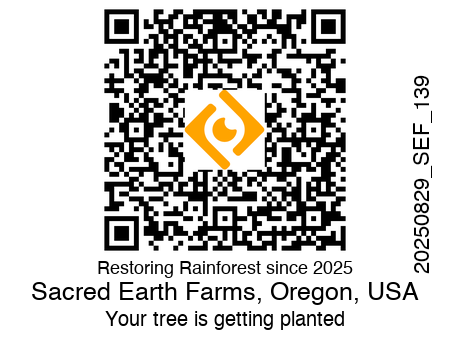 Restoring Rainforest since 2025
Sacred Earth Farms, Oregon, USA
Your tree is getting planted
20250829_SEF_139